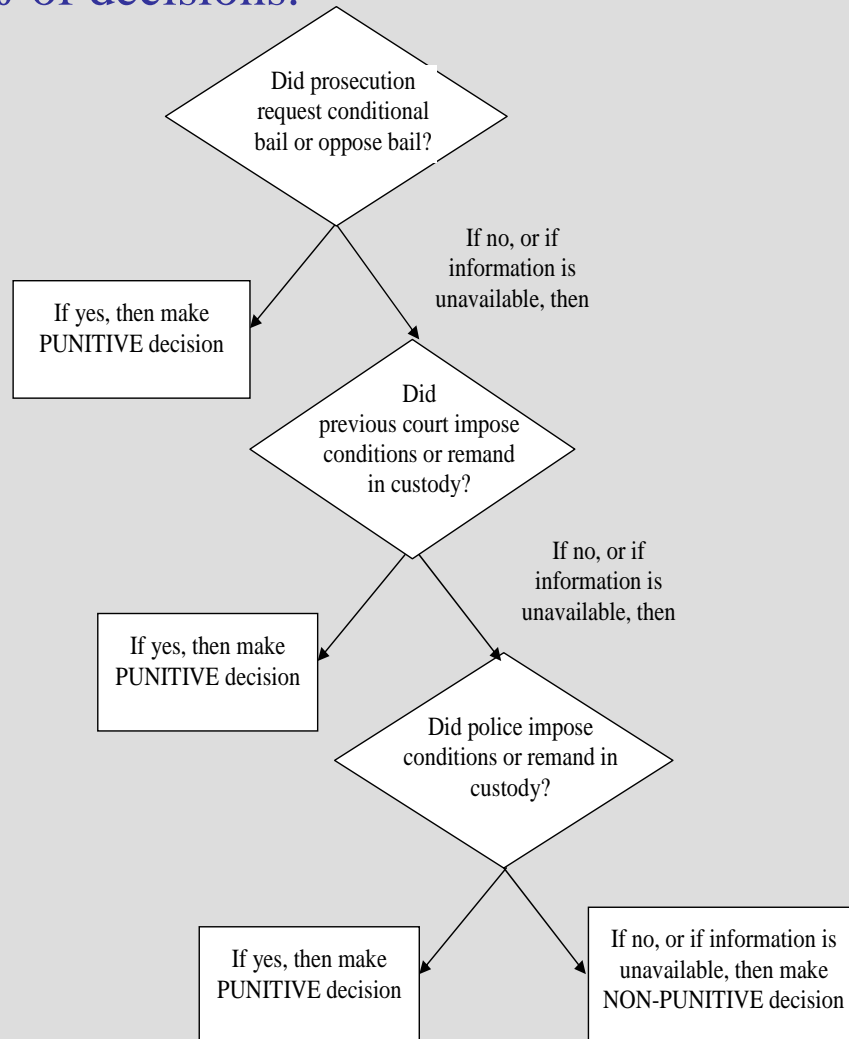 of decisions?
Did prosecution
request conditional
bail or oppose bail?
If no, or if
information is
unavailable, then
If yes, then make
PUNITIVE decision
Did
previous court impose
conditions or remand
in custody?
If no, or if
information is
unavailable, then
If yes, then make
PUNITIVE decision
Did police impose
conditions or remand in
custody?
If yes, then make
PUNITIVE decision
If no, or if information is
unavailable, then make
NON-PUNITIVE decision